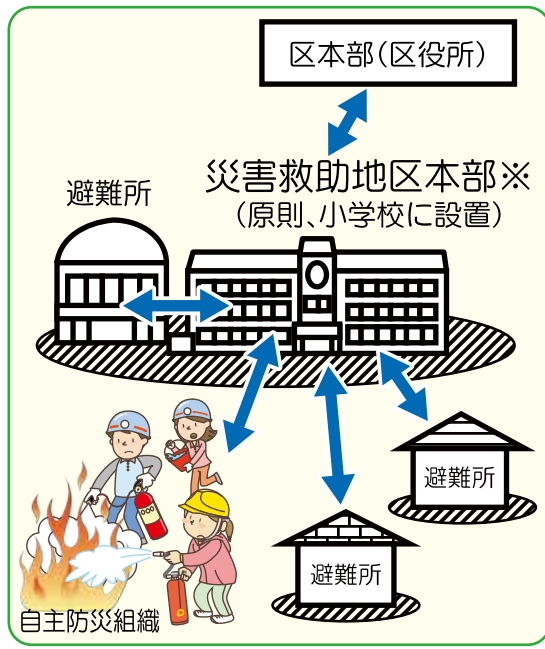 区本部（区役所）
災害救助地区本部※
（原則、小学校に設置）
避難所
避難所
避難所
自主防災組織